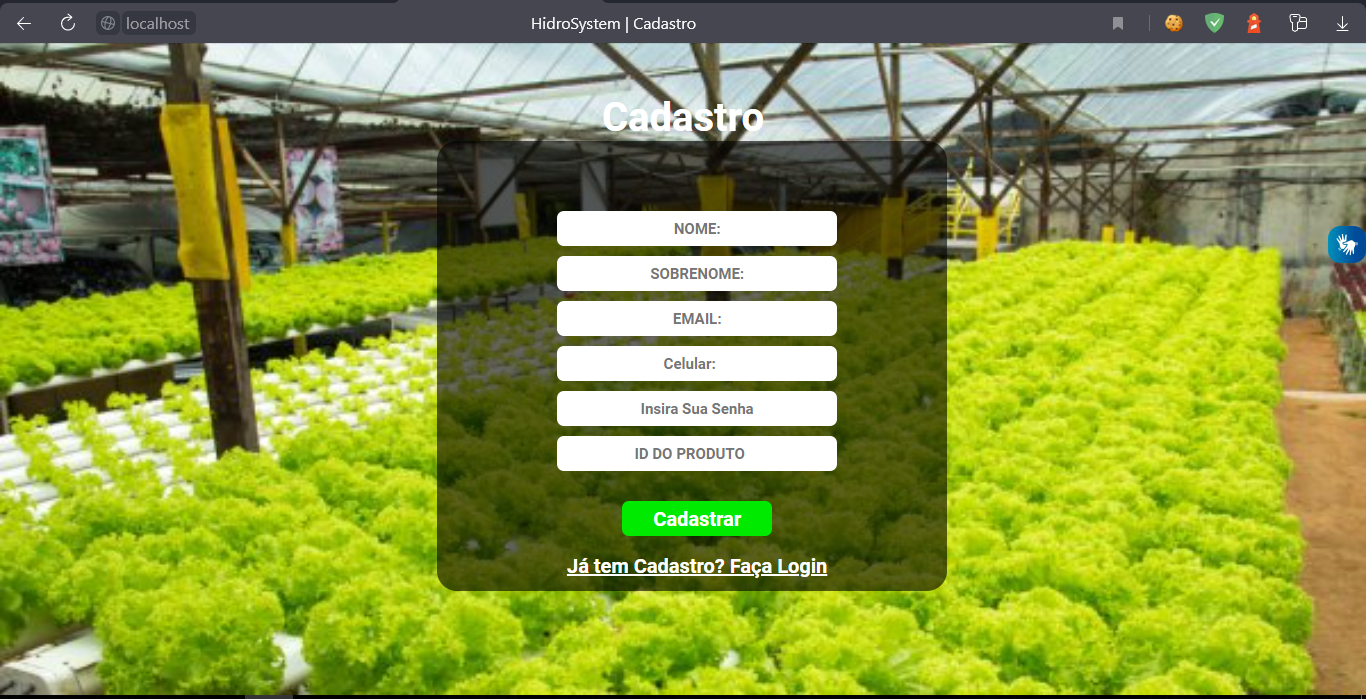 localhost
HidroSystem | Cadastro
Cadastro
NOME:
SOBRENOME:
EMAIL:
Celular:
Insira Sua Senha
ID DO PRODUTO
Cadastrar
Já tem Cadastro? Faça Login